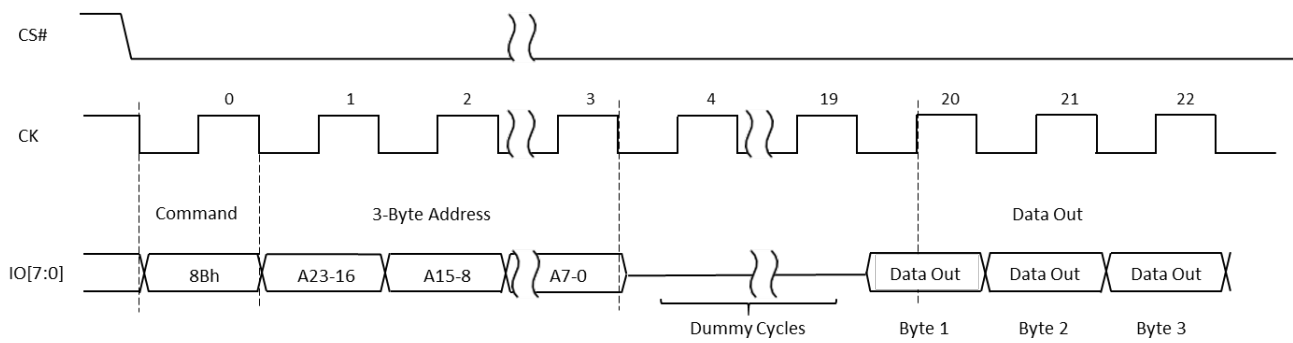 CS#
0 1 2 3 4 19 20 21 22
CK
Command 3-Byte Address Data Out
IO[7:0] 8Bh A23-16 A15-8 A7-0 Data Out Data Out Data Out
Dummy Cycles Byte 1 Byte 2 Byte 3